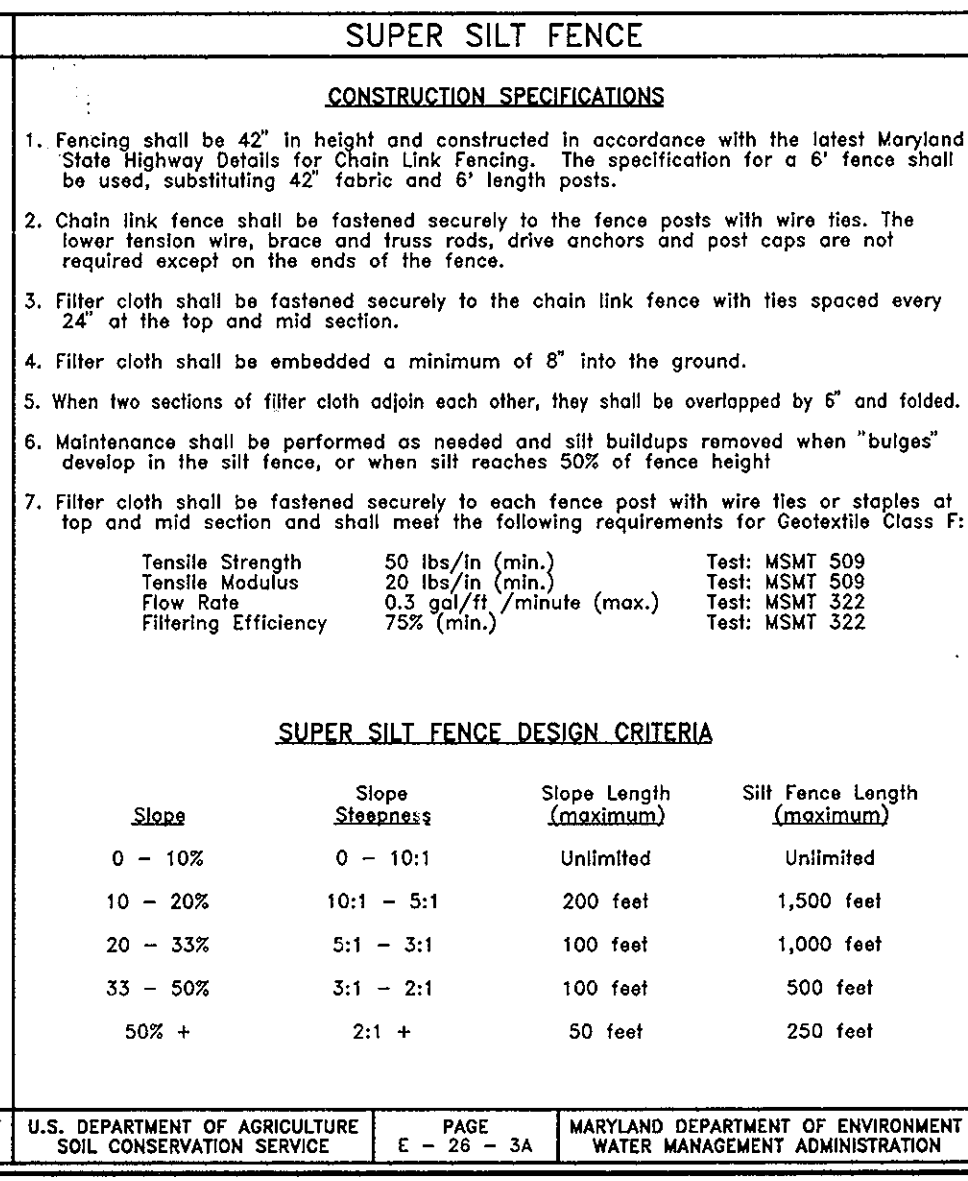 SUPER SILT FENCE
CONSTRUCTION SPECIFICATIONS
1. Fencing shall be 42" in height and constructed in accordance with the latest Maryland
State Highway Details for Chain Link Fencing. The specification for a 6' fence shall
be used, substituting 42" fabric and 6' length posts.
2. Chain link fence shall be fastened securely to the fence posts with wire ties. The
lower tension wire, brace and truss rods, drive anchors and post caps are not
required except on the ends of the fence.
3. Filter cloth shall be fastened securely to the chain link fence with ties spaced every
24" at the top and mid section.
4. Filter cloth shall be embedded a minimum of 8" into the ground.
5. When two sections of filter cloth adjoin each other, they shall be overlapped by 6" and folded.
6. Maintenance shall be performed as needed and silt buildups removed when "bulges"
develop in the silt fence, or when silt reaches 50% of fence height
7. Filter cloth shall be fastened securely to each fence post with wire ties or staples at
top and mid section and shall meet the following requirements for Geotextile Class F:
Tensile Strength 50 lbs/in (min.) Test: MSMT 509
Tensile Modulus 20 lbs/in (min.) Test: MSMT 509
Flow Rate 0.3 gal/ft /minute (max.) Test: MSMT 322
Filtering Efficiency 75% (min.) Test: MSMT 322
SUPER SILT FENCE DESIGN CRITERIA
Slope Slope Length Silt Fence Length
Slope Steepness (maximum) (maximum)
0 - 10% 0 - 10:1 Unlimited Unlimited
10 - 20% 10:1 - 5:1 200 feet 1,500 feet
20 - 33% 5:1 - 3:1 100 feet 1,000 feet
33 - 50% 3:1 - 2:1 100 feet 500 feet
50% + 2:1 + 50 feet 250 feet
U.S. DEPARTMENT OF AGRICULTURE PAGE MARYLAND DEPARTMENT OF ENVIRONMENT
SOIL CONSERVATION SERVICE E - 26 - 3A WATER MANAGEMENT ADMINISTRATION